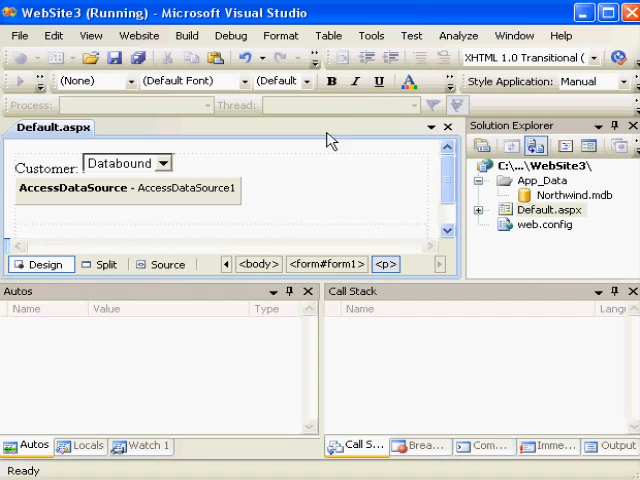 WebSite3 (Running) - Microsoft Visual Studio
File Edit View Website Build Debug Format Table Tools Test Analyze Window Help
XHTML 1.0 Transitional (
(None) (Default Font) (Default B I U A Style Application: Manual
Process: Thread:
Default.aspx
Customer: Databound
AccessDataSource - AccessDataSource1
Design Split Source <body> <form#form1> <p>
Solution Explorer
C:\...\WebSite3\
App_Data
Northwind.mdb
Default.aspx
web.config
Autos
Name Value Type
Autos Locals Watch 1
Call Stack
Name Langu
Call S... Brea... Com... Imme... Output
Ready